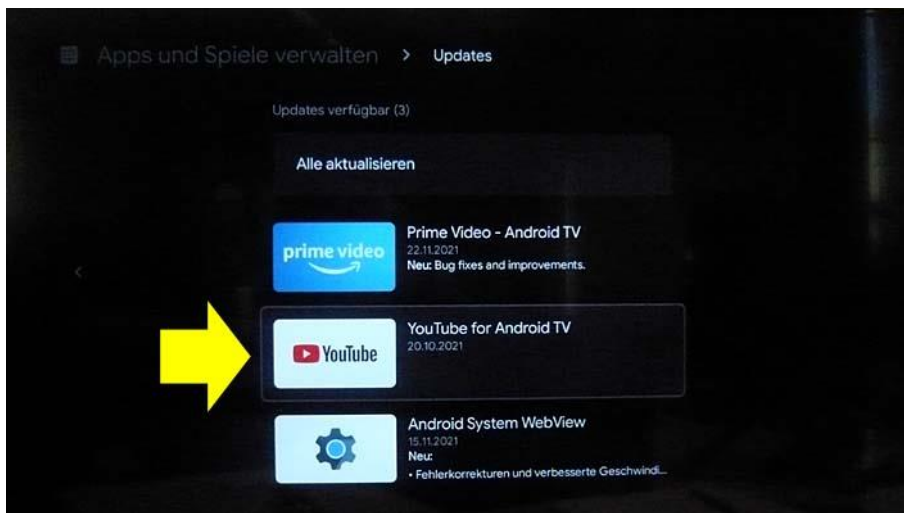 Apps und Spiele verwalten > Updates
Updates verfügbar (3)
Alle aktualisieren
prime video
Prime Video - Android TV
22.11.2021
Neu: Bug fixes and improvements.
YouTube
YouTube for Android TV
20.10.2021
Android System WebView
15.11.2021
Neu:
• Fehlerkorrekturen und verbesserte Geschwindi...